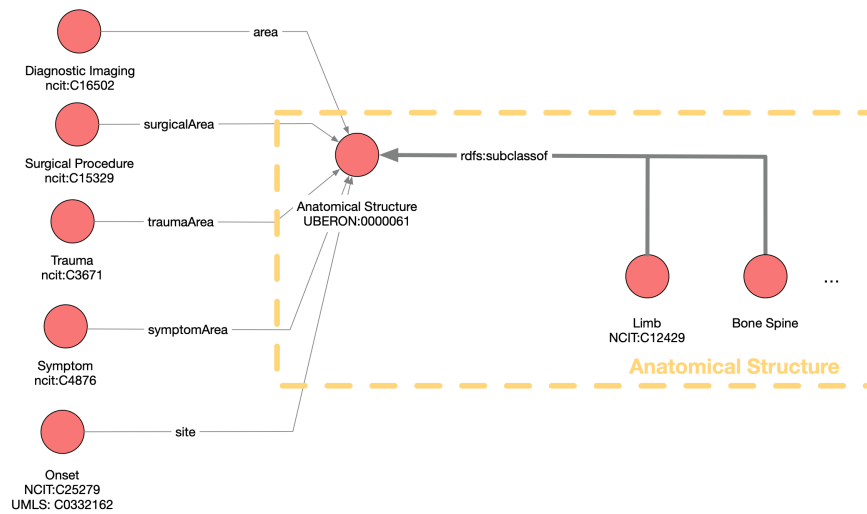 area
Diagnostic Imaging
ncit:C16502
surgicalArea
Surgical Procedure
ncit:C15329
rdfs:subclassof
Anatomical Structure
UBERON:0000061
traumaArea
Trauma
ncit:C3671
symptomArea
Symptom
ncit:C4876
Limb
NCIT:C12429
Bone Spine
...
Anatomical Structure
site
Onset
NCIT:C25279
UMLS: C0332162